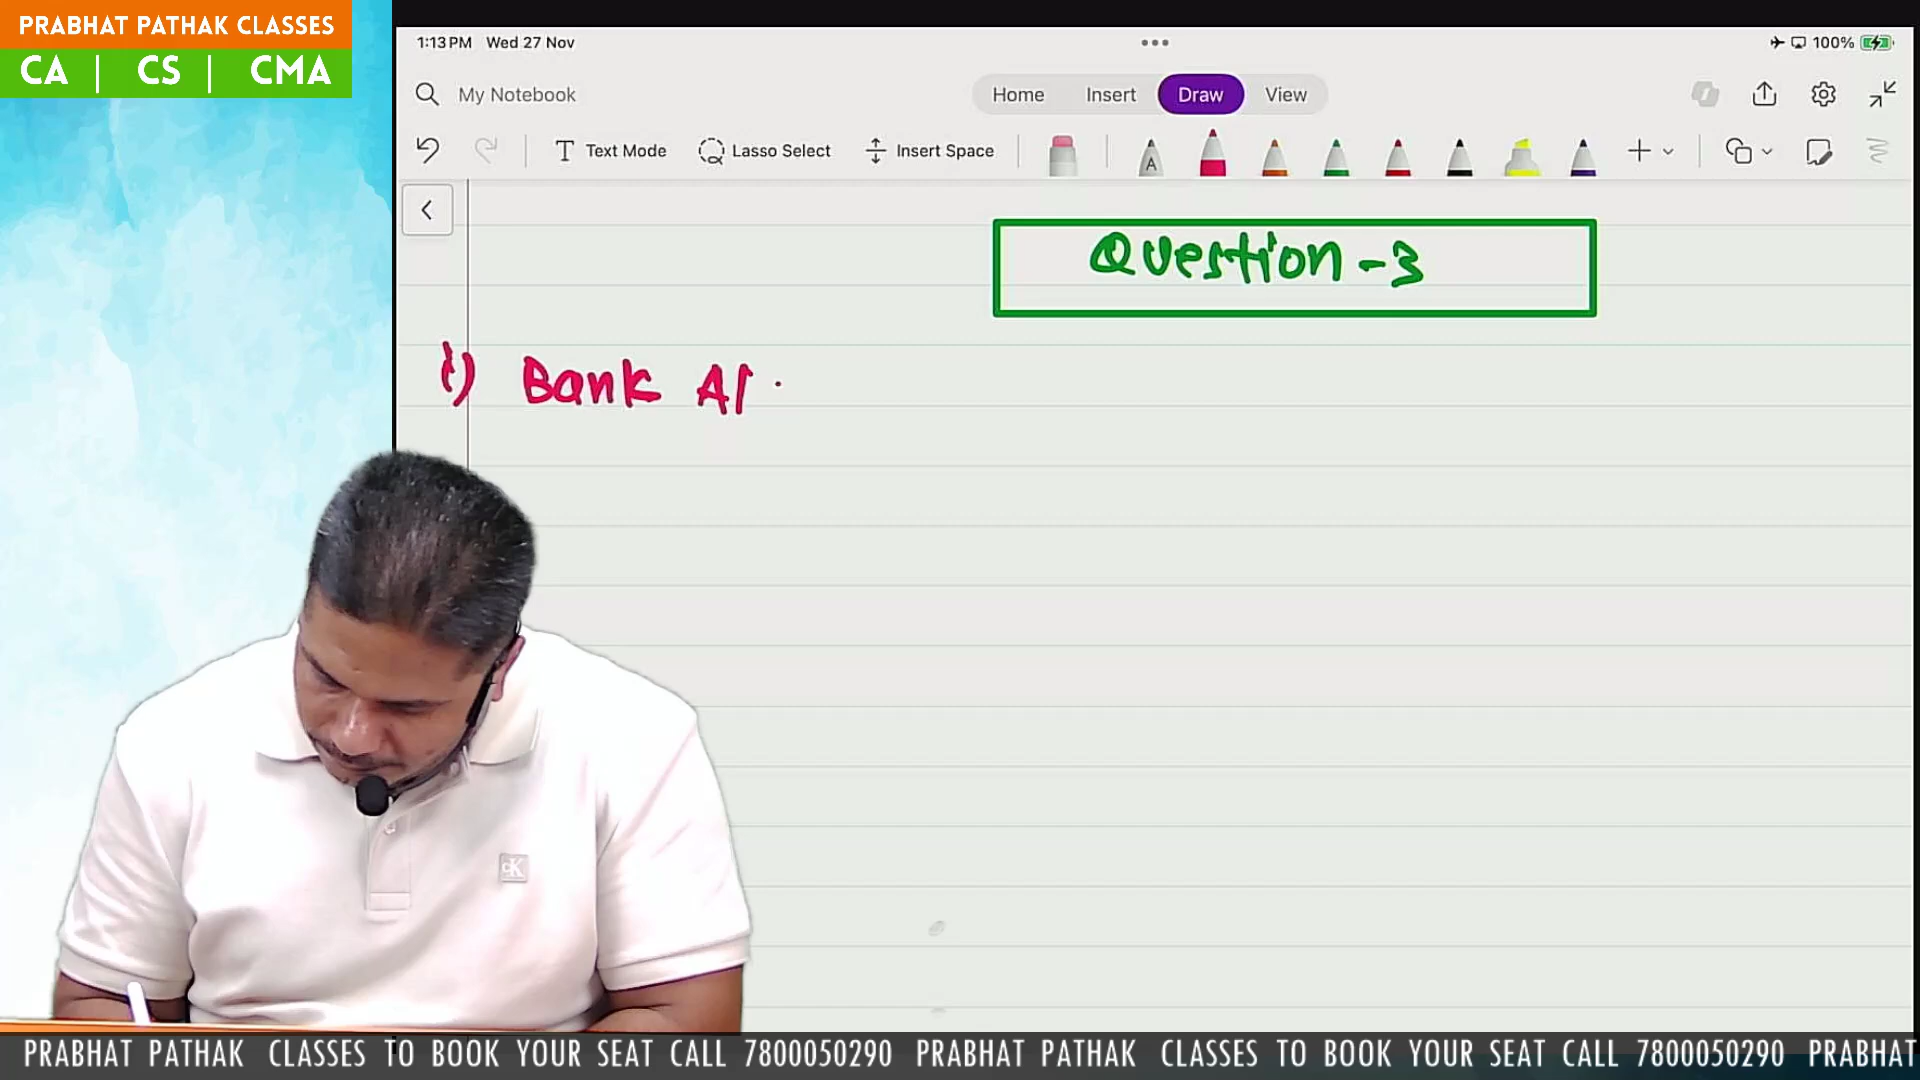 PRABHAT PATHAK CLASSES
CA | CS | CMA
1:13 PM Wed 27 Nov
100%
My Notebook
Home Insert Draw View
T Text Mode Lasso Select Insert Space
A
Question-3
1) Bank A/
CK
PRABHAT PATHAK CLASSES TO BOOK YOUR SEAT CALL 7800050290 PRABHAT PATHAK CLASSES TO BOOK YOUR SEAT CALL 7800050290 PRABHAT